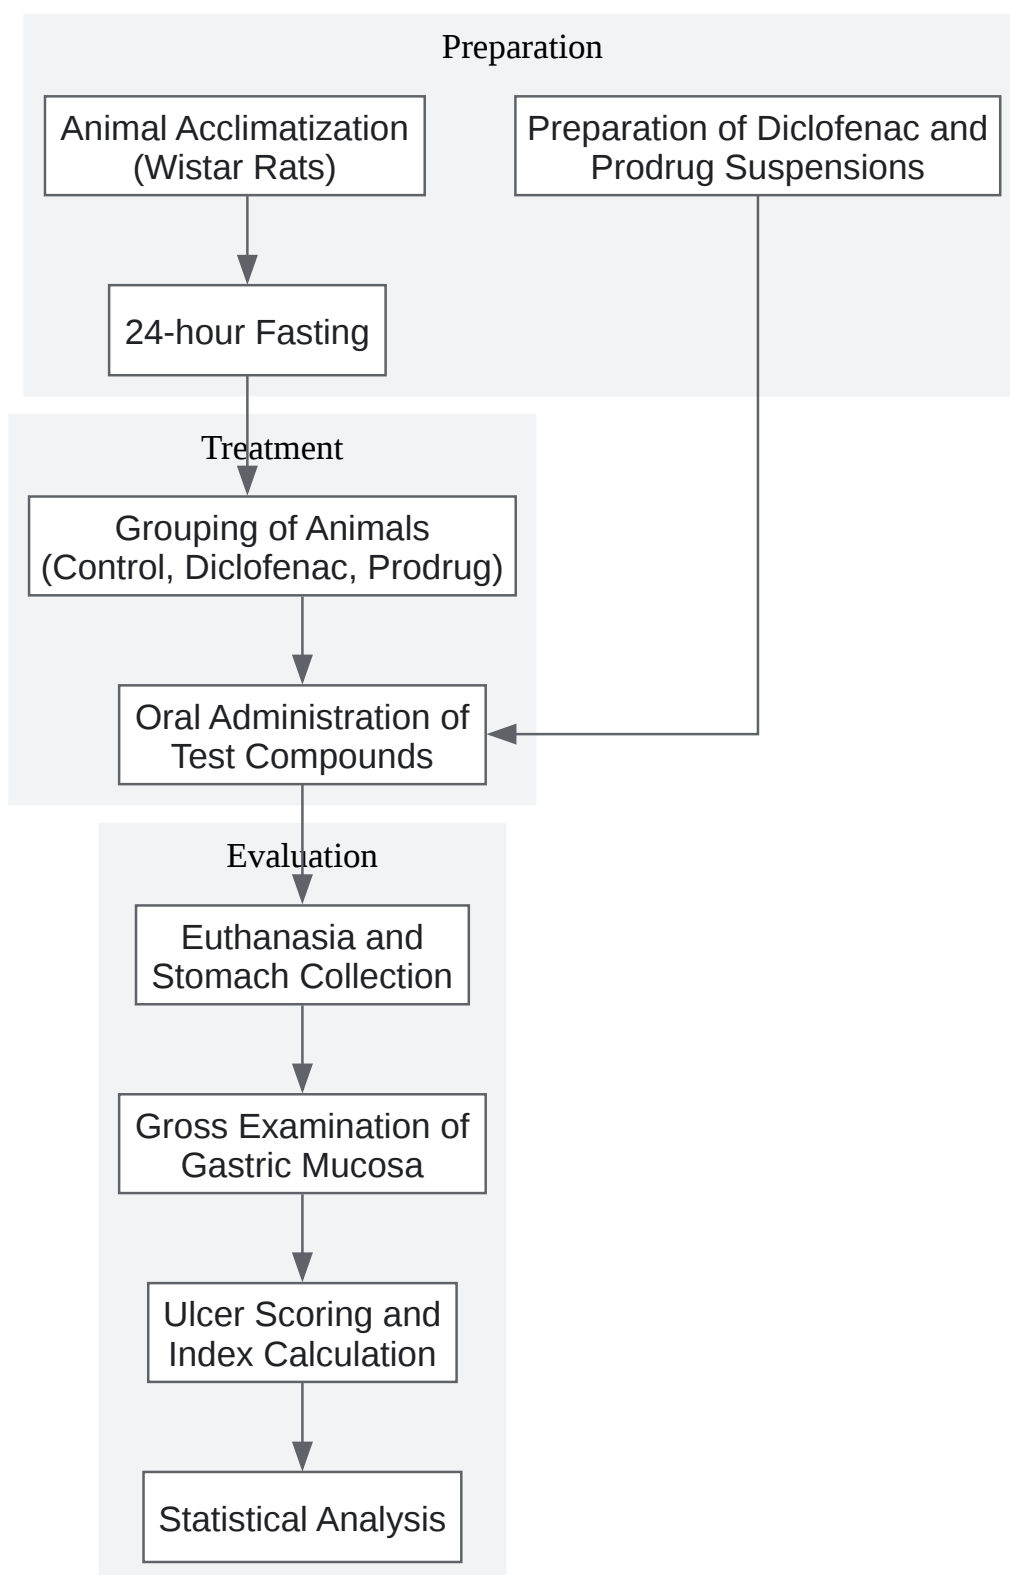 Preparation
Animal Acclimatization
(Wistar Rats)
Preparation of Diclofenac and
Prodrug Suspensions
24-hour Fasting
Treatment
Grouping of Animals
(Control, Diclofenac, Prodrug)
Oral Administration of
Test Compounds
Evaluation
Euthanasia and
Stomach Collection
Gross Examination of
Gastric Mucosa
Ulcer Scoring and
Index Calculation
Statistical Analysis